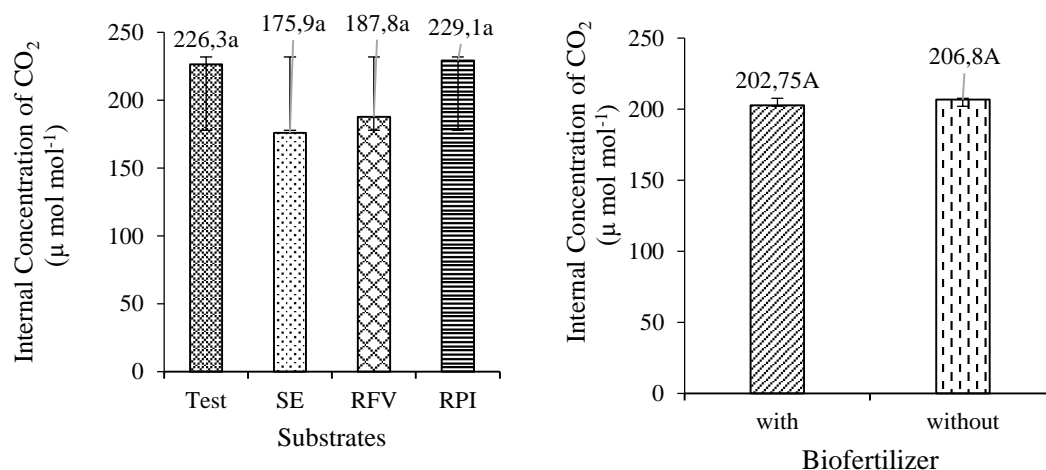 Internal Concentration of CO₂
(µ mol mol⁻¹)
250
200
150
100
50
0
226,3a
175,9a
187,8a
229,1a
Test
SE
RFV
RPI
Substrates
Internal Concentration of CO₂
(µ mol mol⁻¹)
250
200
150
100
50
0
202,75A
206,8A
with
without
Biofertilizer